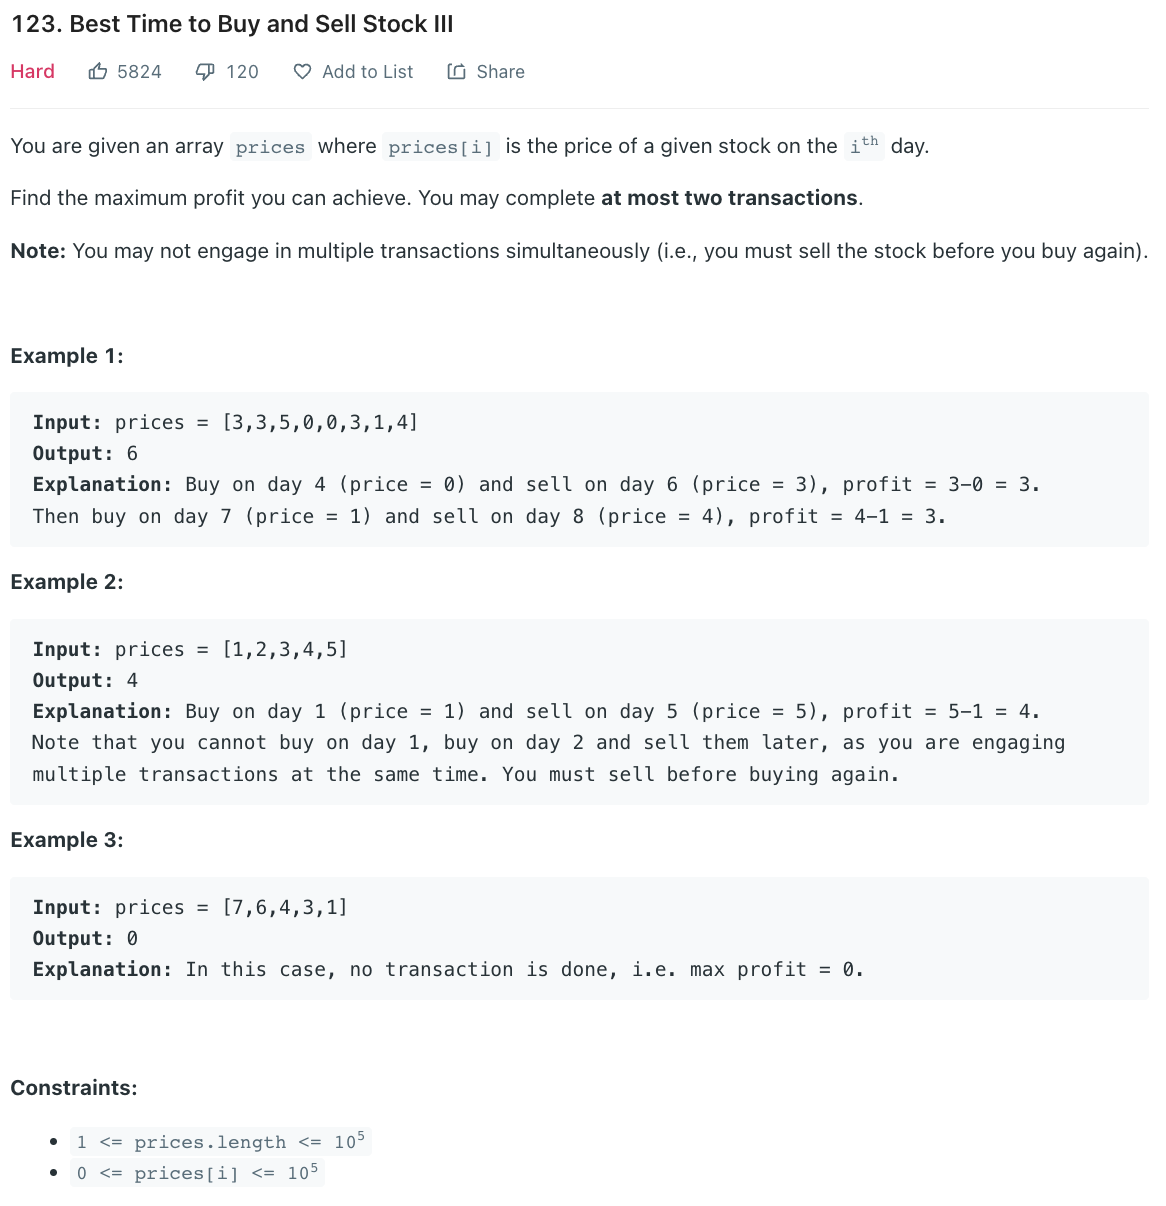 123. Best Time to Buy and Sell Stock III
Hard 5824 120 Add to List Share
You are given an array prices where prices[i] is the price of a given stock on the ith day.
Find the maximum profit you can achieve. You may complete at most two transactions.
Note: You may not engage in multiple transactions simultaneously (i.e., you must sell the stock before you buy again).
Example 1:
Input: prices = [3,3,5,0,0,3,1,4]
Output: 6
Explanation: Buy on day 4 (price = 0) and sell on day 6 (price = 3), profit = 3-0 = 3.
Then buy on day 7 (price = 1) and sell on day 8 (price = 4), profit = 4-1 = 3.
Example 2:
Input: prices = [1,2,3,4,5]
Output: 4
Explanation: Buy on day 1 (price = 1) and sell on day 5 (price = 5), profit = 5-1 = 4.
Note that you cannot buy on day 1, buy on day 2 and sell them later, as you are engaging
multiple transactions at the same time. You must sell before buying again.
Example 3:
Input: prices = [7,6,4,3,1]
Output: 0
Explanation: In this case, no transaction is done, i.e. max profit = 0.
Constraints:
• 1 <= prices.length <= 10⁵
• 0 <= prices[i] <= 10⁵